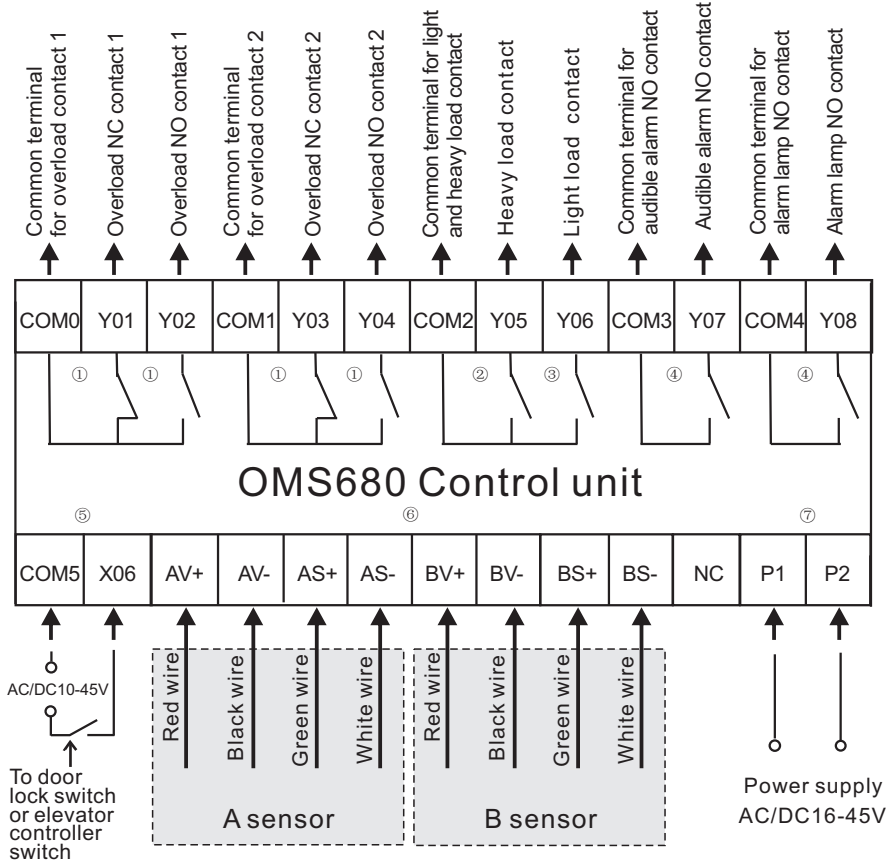 Common terminal
for overload contact 1
Overload NC contact 1
Overload NO contact 1
Common terminal
for overload contact 2
Overload NC contact 2
Overload NO contact 2
Common terminal for light
and heavy load contact
Heavy load contact
Light load contact
Common terminal for
audible alarm NO contact
Audible alarm NO contact
Common terminal for
alarm lamp NO contact
Alarm lamp NO contact
COM0 Y01 Y02 COM1 Y03 Y04 COM2 Y05 Y06 COM3 Y07 COM4 Y08
① ① ① ① ② ③ ④ ④
OMS680 Control unit
⑤ ⑥ ⑦
COM5 X06 AV+ AV- AS+ AS- BV+ BV- BS+ BS- NC P1 P2
AC/DC10-45V
To door
lock switch
or elevator
controller
switch
Red wire
Black wire
Green wire
White wire
A sensor
Red wire
Black wire
Green wire
White wire
B sensor
Power supply
AC/DC16-45V